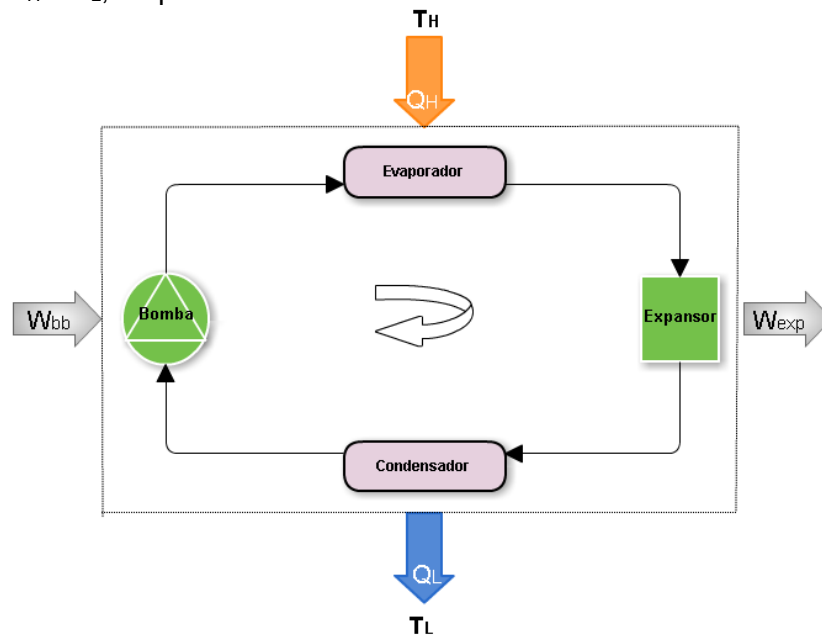 TH
QH
Evaporador
Wbb
Bomba
Expansor
Wexp
Condensador
QL
TL